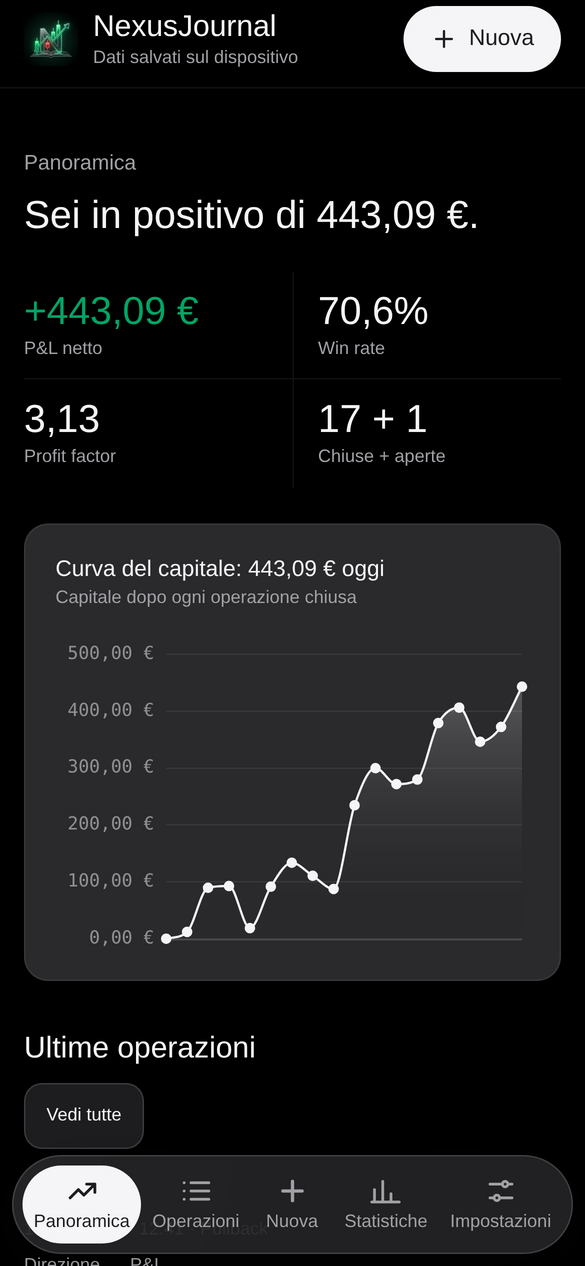 NexusJournal
Dati salvati sul dispositivo
Nuova
Panoramica
Sei in positivo di 443,09 €.
+443,09 €
P&L netto
70,6%
Win rate
3,13
Profit factor
17 + 1
Chiuse + aperte
Curva del capitale: 443,09 € oggi
Capitale dopo ogni operazione chiusa
500,00 €
400,00 €
300,00 €
200,00 €
100,00 €
0,00 €
Ultime operazioni
Vedi tutte
Panoramica
Operazioni
Nuova
Statistiche
Impostazioni
Pullback
Direzione
P&L